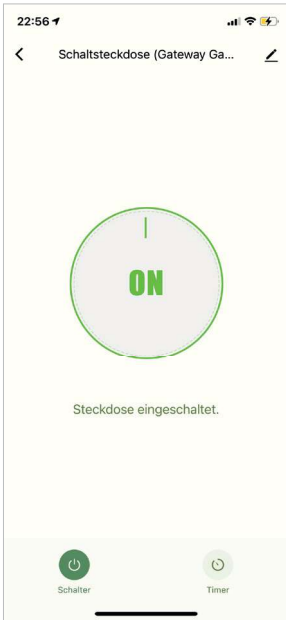 22:56
Schaltsteckdose (Gateway Ga...
ON
Steckdose eingeschaltet.
Schalter
Timer